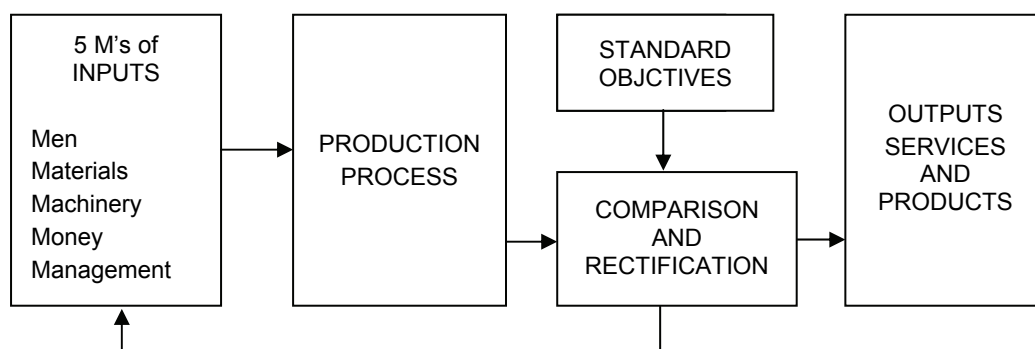 5 M's of
INPUTS
Men
Materials
Machinery
Money
Management
PRODUCTION
PROCESS
STANDARD
OBJCTIVES
COMPARISON
AND
RECTIFICATION
OUTPUTS
SERVICES
AND
PRODUCTS